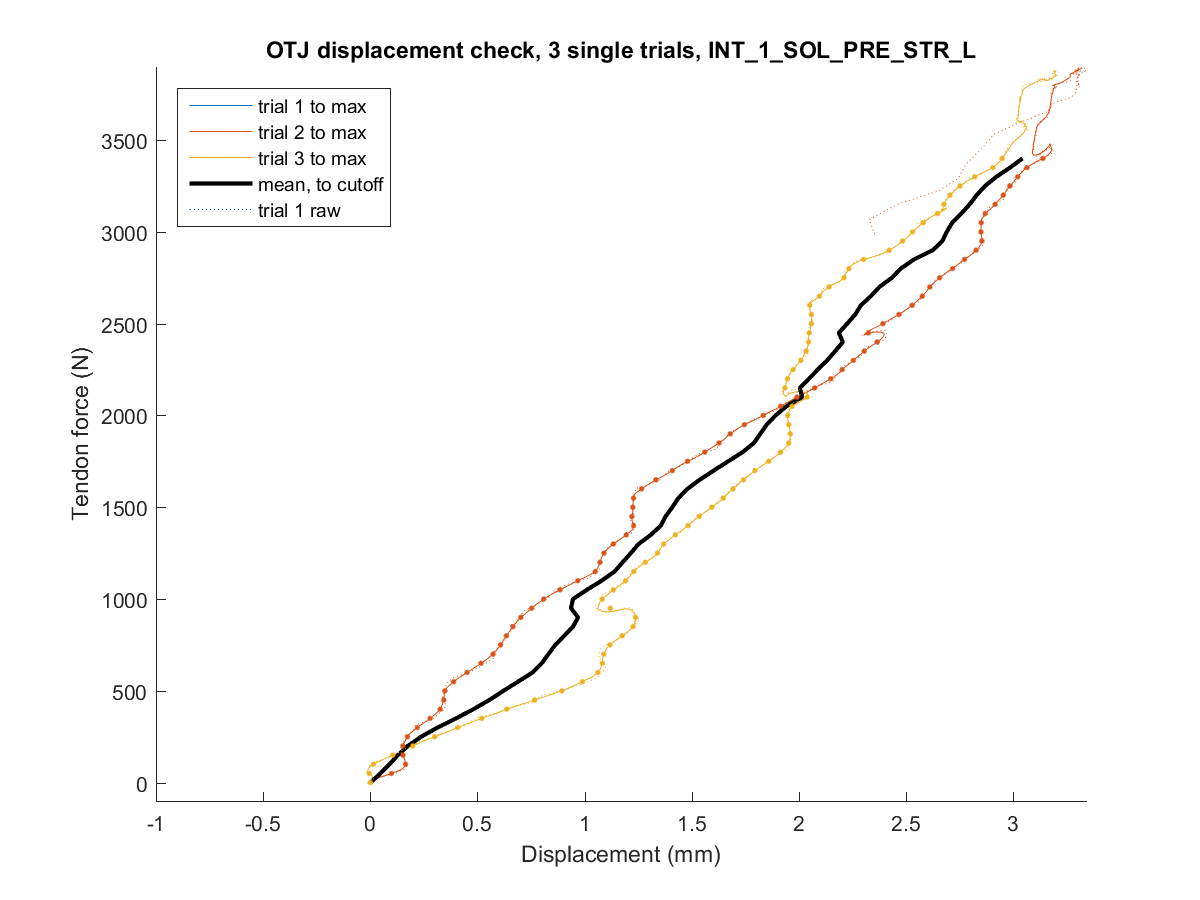 OTJ displacement check, 3 single trials, INT_1_SOL_PRE_STR_L
trial 1 to max
trial 2 to max
trial 3 to max
mean, to cutoff
trial 1 raw
3500
3000
2500
2000
1500
1000
500
0
Tendon force (N)
-1
-0.5
0
0.5
1
1.5
2
2.5
3
Displacement (mm)